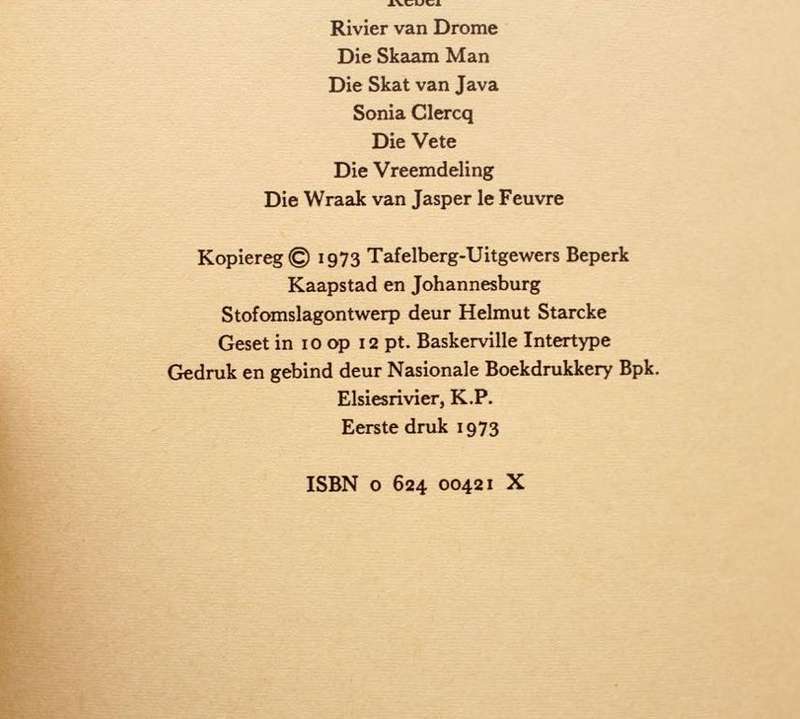 Rebel
Rivier van Drome
Die Skaam Man
Die Skat van Java
Sonia Clercq
Die Vete
Die Vreemdeling
Die Wraak van Jasper le Feuvre
Kopiereg © 1973 Tafelberg-Uitgewers Beperk
Kaapstad en Johannesburg
Stofomslagontwerp deur Helmut Starcke
Geset in 10 op 12 pt. Baskerville Intertype
Gedruk en gebind deur Nasionale Boekdrukkery Bpk.
Elsiesrivier, K.P.
Eerste druk 1973
ISBN 0 624 00421 X